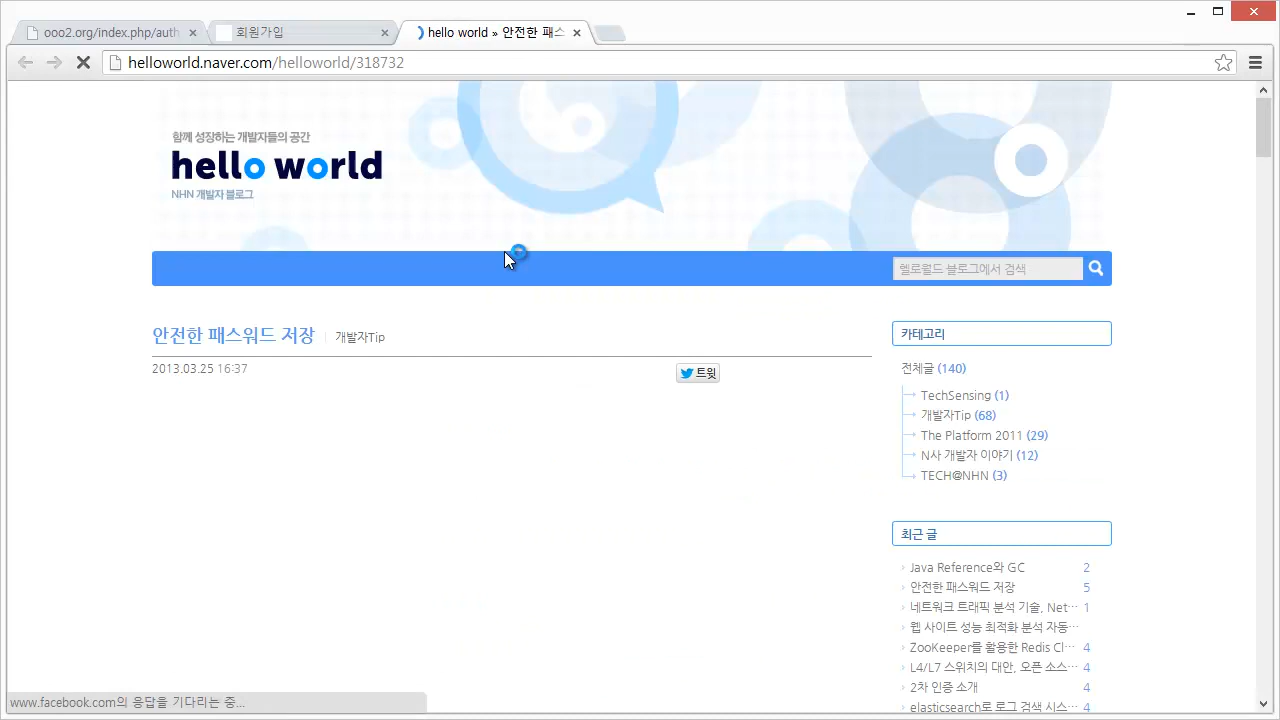 ooo2.org/index.php/auth
회원가입
hello world » 안전한 패스
helloworld.naver.com/helloworld/318732
함께 성장하는 개발자들의 공간
hello world
NHN 개발자 블로그
헬로월드 블로그에서 검색
안전한 패스워드 저장
개발자Tip
2013.03.25 16:37
트윗
카테고리
전체글 (140)
TechSensing (1)
개발자Tip (68)
The Platform 2011 (29)
N사 개발자 이야기 (12)
TECH@NHN (3)
최근 글
Java Reference와 GC 2
안전한 패스워드 저장 5
네트워크 트래픽 분석 기술, Net… 1
웹 사이트 성능 최적화 분석 자동…
ZooKeeper를 활용한 Redis Cl… 4
L4/L7 스위치의 대안, 오픈 소스… 4
2차 인증 소개 4
elasticsearch로 로그 검색 시스… 4
www.facebook.com의 응답을 기다리는 중...